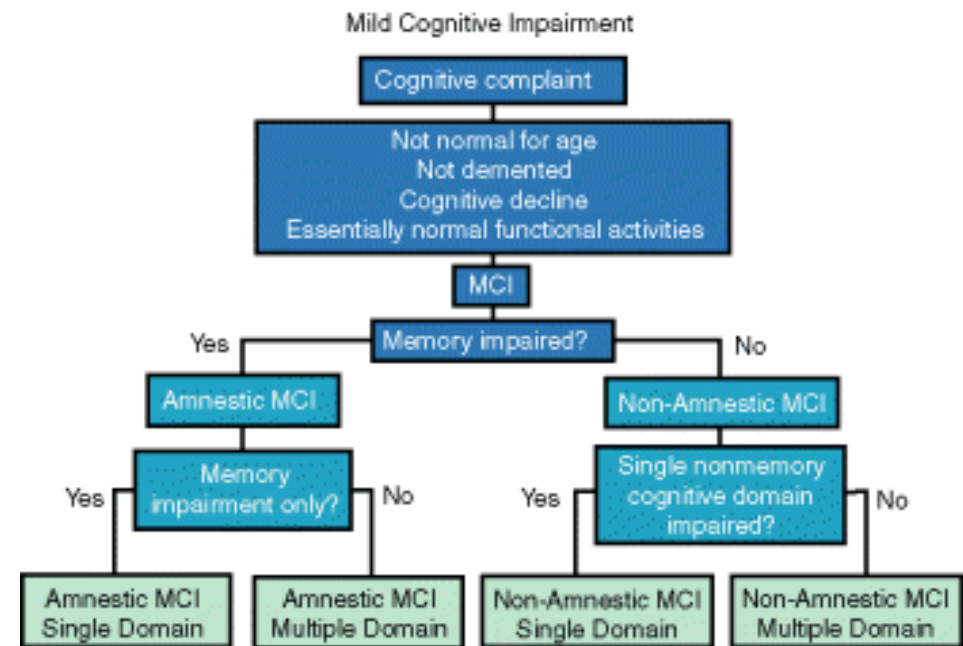 Mild Cognitive Impairment
Cognitive complaint
Not normal for age
Not demented
Cognitive decline
Essentially normal functional activities
MCI
Memory impaired?
Yes
No
Amnestic MCI
Non-Amnestic MCI
Memory
impairment only?
Yes
No
Single nonmemory
cognitive domain
impaired?
Yes
No
Amnestic MCI
Single Domain
Amnestic MCI
Multiple Domain
Non-Amnestic MCI
Single Domain
Non-Amnestic MCI
Multiple Domain